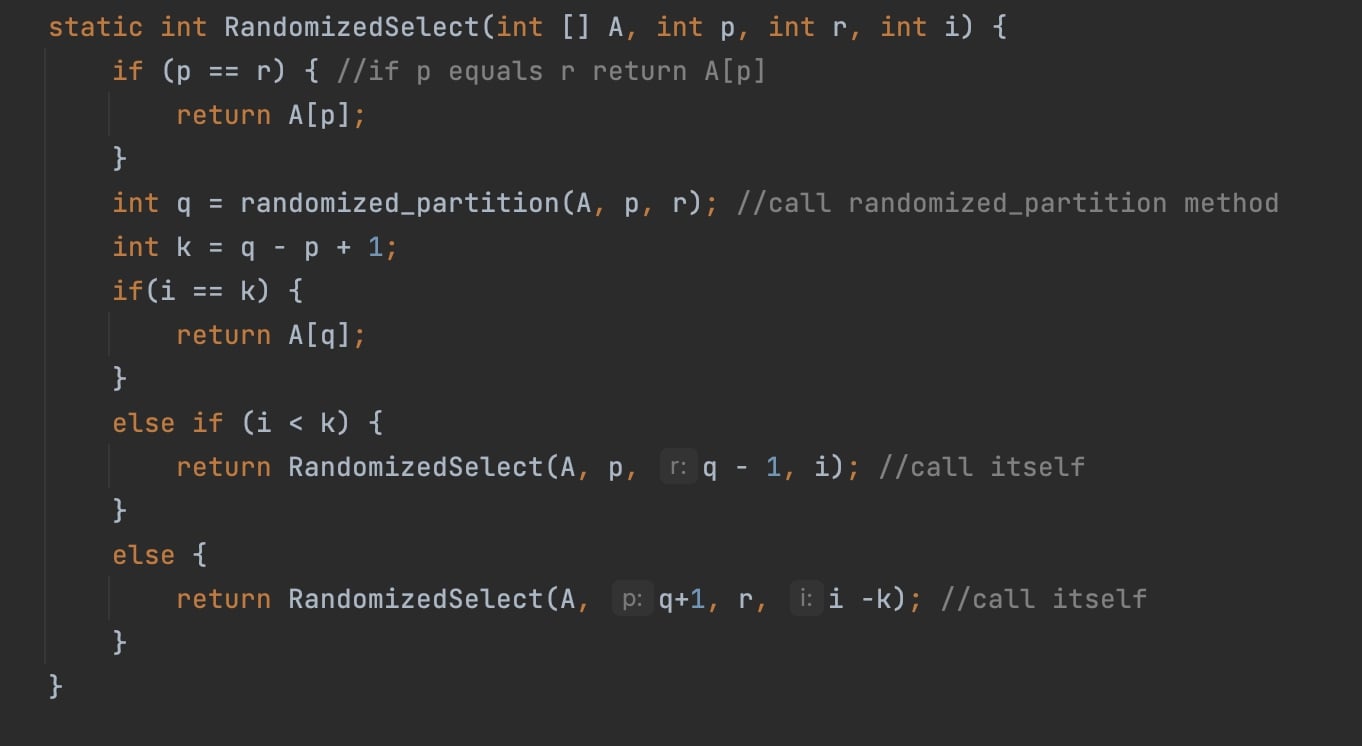 static int RandomizedSelect(int [] A, int p, int r, int i) {
    if (p == r) { //if p equals r return A[p]
        return A[p];
    }
    int q = randomized_partition(A, p, r); //call randomized_partition method
    int k = q - p + 1;
    if(i == k) {
        return A[q];
    }
    else if (i < k) {
        return RandomizedSelect(A, p, r: q - 1, i); //call itself
    }
    else {
        return RandomizedSelect(A, p: q+1, r, i: i -k); //call itself
    }
}